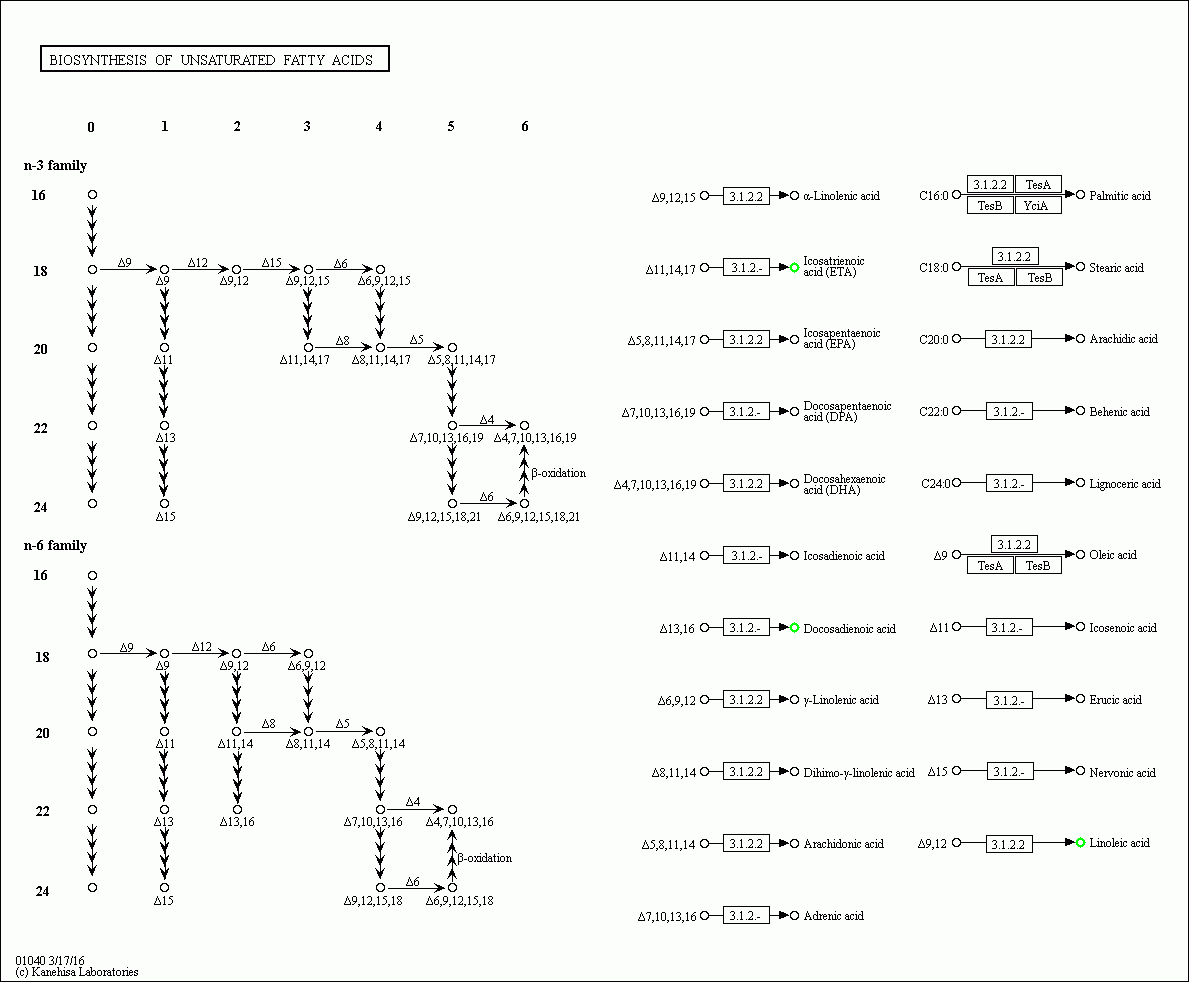 BIOSYNTHESIS OF UNSATURATED FATTY ACIDS
0 1 2 3 4 5 6
n-3 family
16
18
Δ9 Δ12 Δ15 Δ6
Δ9 Δ9,12 Δ9,12,15 Δ6,9,12,15
20
Δ8 Δ5
Δ11 Δ11,14,17 Δ8,11,14,17 Δ5,8,11,14,17
22
Δ4
Δ13 Δ7,10,13,16,19 Δ4,7,10,13,16,19
β-oxidation
24
Δ6
Δ15 Δ9,12,15,18,21 Δ6,9,12,15,18,21
n-6 family
16
18
Δ9 Δ12 Δ6
Δ9 Δ9,12 Δ6,9,12
20
Δ8 Δ5
Δ11 Δ11,14 Δ8,11,14 Δ5,8,11,14
22
Δ4
Δ13 Δ13,16 Δ7,10,13,16 Δ4,7,10,13,16
β-oxidation
24
Δ6
Δ15 Δ9,12,15,18 Δ6,9,12,15,18
Δ9,12,15 3.1.2.2 α-Linolenic acid
Δ11,14,17 3.1.2.- Icosatrienoic
acid (ETA)
Δ5,8,11,14,17 3.1.2.2 Icosapentaenoic
acid (EPA)
Δ7,10,13,16,19 3.1.2.- Docosapentaenoic
acid (DPA)
Δ4,7,10,13,16,19 3.1.2.2 Docosahexaenoic
acid (DHA)
Δ11,14 3.1.2.- Icosadienoic acid
Δ13,16 3.1.2.- Docosadienoic acid
Δ6,9,12 3.1.2.2 γ-Linolenic acid
Δ8,11,14 3.1.2.2 Dihimo-γ-linolenic acid
Δ5,8,11,14 3.1.2.2 Arachidonic acid
Δ7,10,13,16 3.1.2.- Adrenic acid
C16:0 3.1.2.2 TesA Palmitic acid
TesB YciA
C18:0 3.1.2.2 Stearic acid
TesA TesB
C20:0 3.1.2.2 Arachidic acid
C22:0 3.1.2.- Behenic acid
C24:0 3.1.2.- Lignoceric acid
Δ9 3.1.2.2 Oleic acid
TesA TesB
Δ11 3.1.2.- Icosenoic acid
Δ13 3.1.2.- Erucic acid
Δ15 3.1.2.- Nervonic acid
Δ9,12 3.1.2.2 Linoleic acid
01040 3/17/16
(c) Kanehisa Laboratories